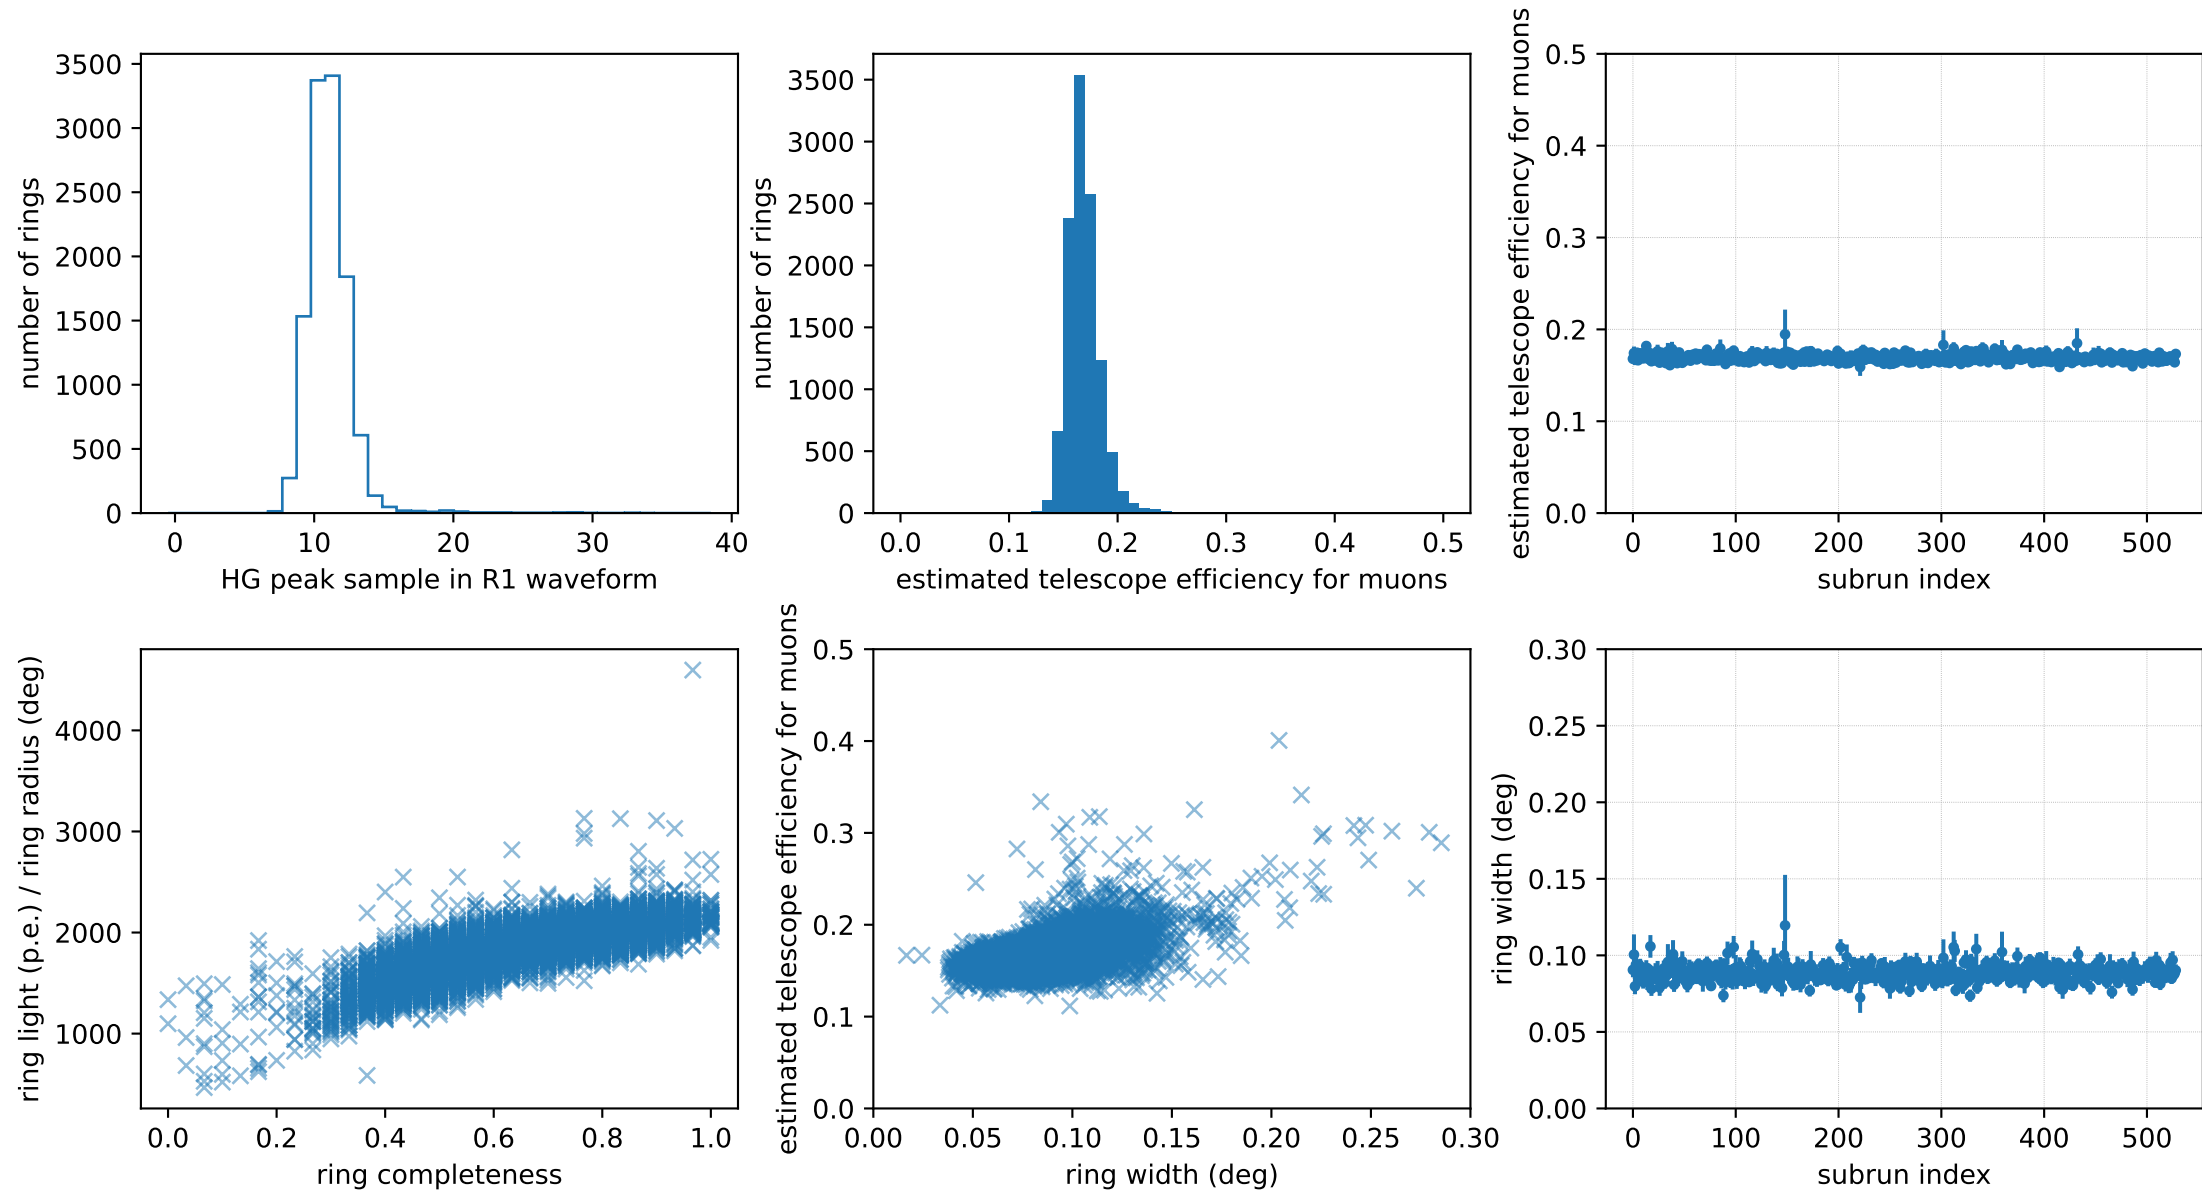 3500
3000
2500
2000
1500
1000
500
0
number of rings
0 10 20 30 40
HG peak sample in R1 waveform
3500
3000
2500
2000
1500
1000
500
0
number of rings
0.0 0.1 0.2 0.3 0.4 0.5
estimated telescope efficiency for muons
0.5
0.4
0.3
0.2
0.1
0.0
estimated telescope efficiency for muons
0 100 200 300 400 500
subrun index
4000
3000
2000
1000
ring light (p.e.) / ring radius (deg)
0.0 0.2 0.4 0.6 0.8 1.0
ring completeness
0.5
0.4
0.3
0.2
0.1
0.0
estimated telescope efficiency for muons
0.00 0.05 0.10 0.15 0.20 0.25 0.30
ring width (deg)
0.30
0.25
0.20
0.15
0.10
0.05
0.00
ring width (deg)
0 100 200 300 400 500
subrun index